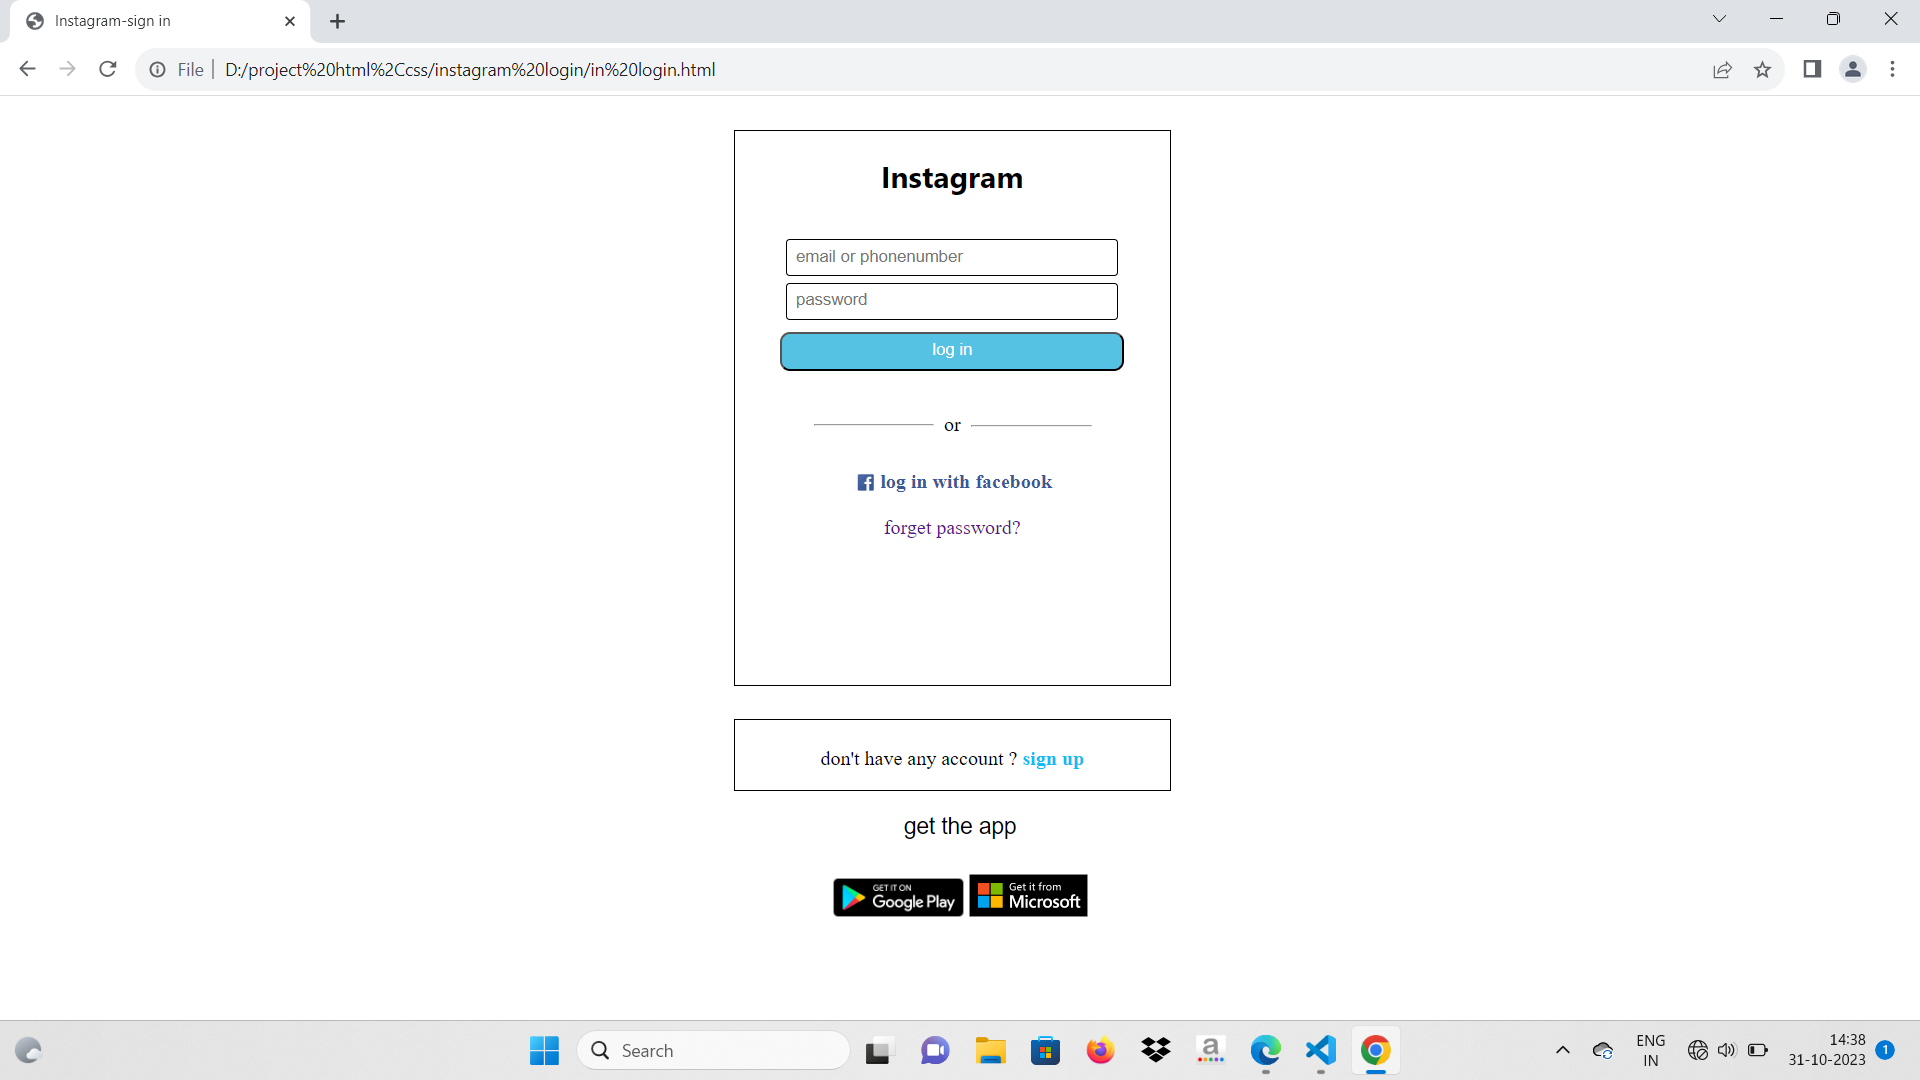 Instagram-sign in
File
D:/project%20html%2Ccss/instagram%20login/in%20login.html
Instagram
email or phonenumber
password
log in
or
log in with facebook
forget password?
don't have any account ? sign up
get the app
GET IT ON
Google Play
Get it from
Microsoft
Search
ENG
IN
14:38
31-10-2023
1